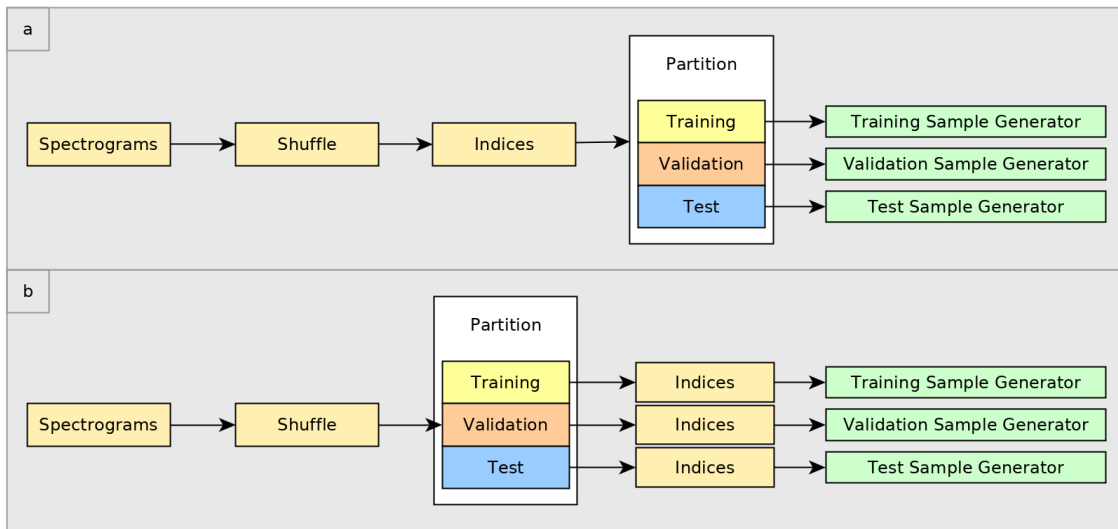 a
Partition
Training
Training Sample Generator
Spectrograms
Shuffle
Indices
Validation
Validation Sample Generator
Test
Test Sample Generator
b
Partition
Training
Indices
Training Sample Generator
Spectrograms
Shuffle
Validation
Indices
Validation Sample Generator
Test
Indices
Test Sample Generator